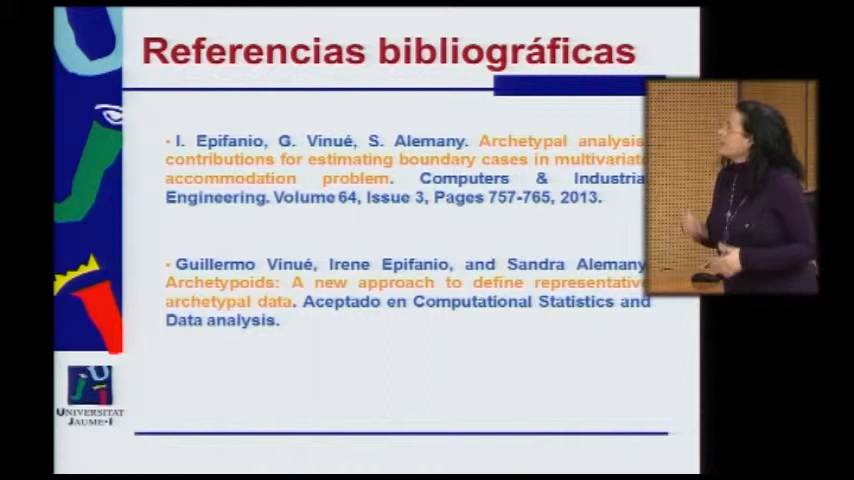 Referencias bibliográficas
· I. Epifanio, G. Vinué, S. Alemany. Archetypal analysis
contributions for estimating boundary cases in multivariate
accommodation problem. Computers & Industria
Engineering. Volume 64, Issue 3, Pages 757-765, 2013.
· Guillermo Vinué, Irene Epifanio, and Sandra Alemany
Archetypoids: A new approach to define representative
archetypal data. Aceptado en Computational Statistics and
Data analysis.
UNIVERSITAT
JAUME·I